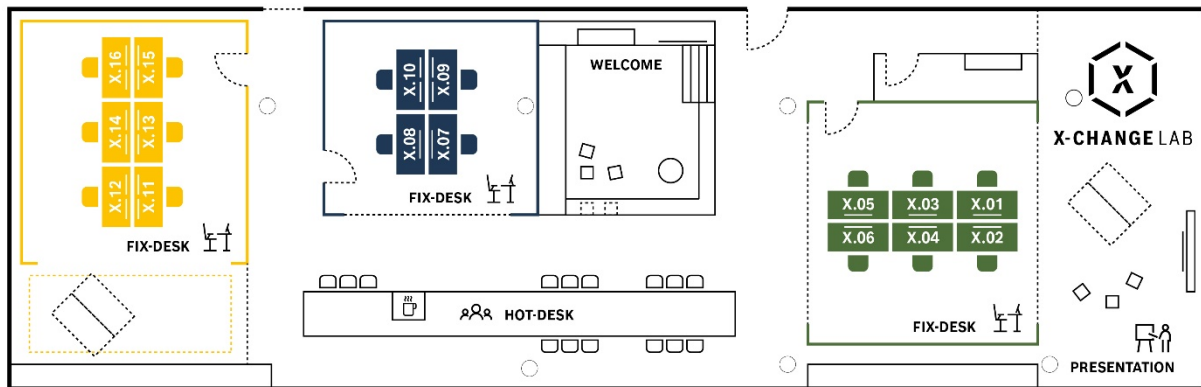 X.16
X.15
X.14
X.13
X.12
X.11
FIX-DESK
X.10
X.09
X.08
X.07
FIX-DESK
WELCOME
HOT-DESK
X.05
X.03
X.01
X.06
X.04
X.02
FIX-DESK
X
X-CHANGE LAB
PRESENTATION